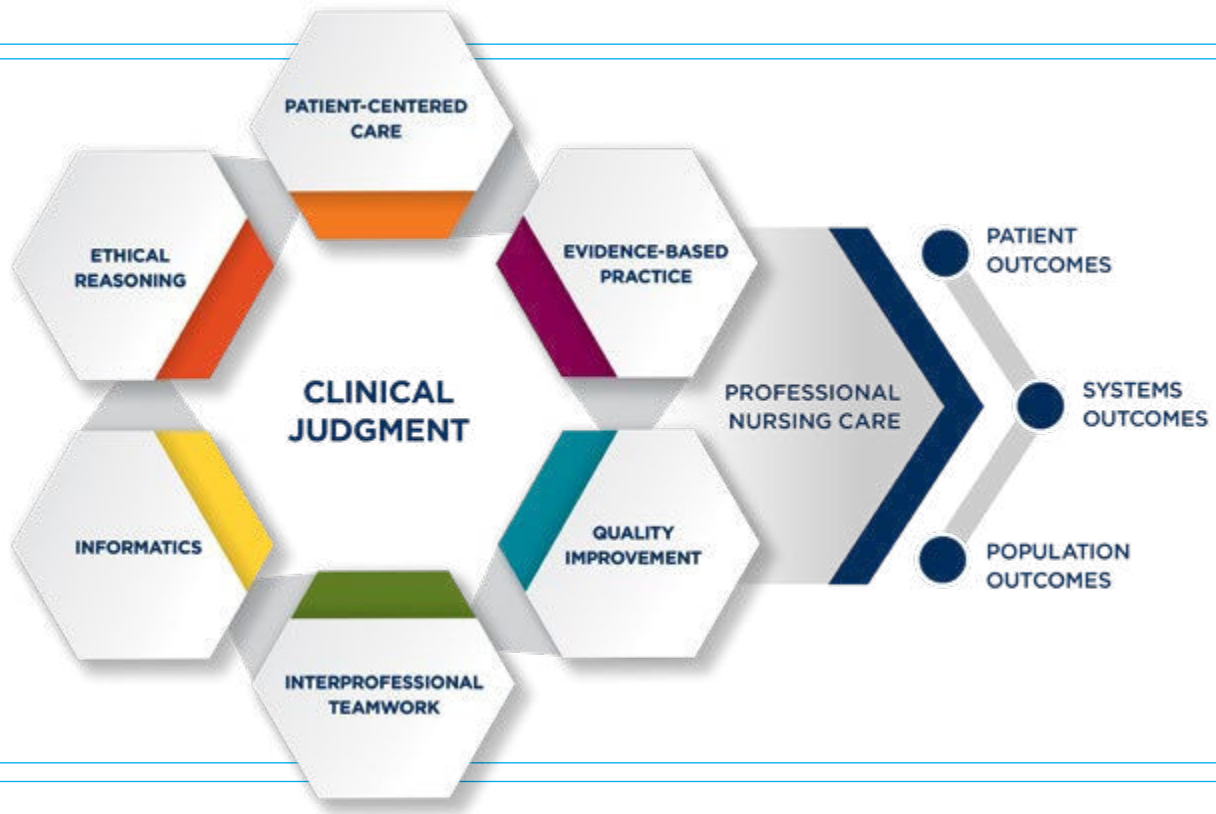 PATIENT-CENTERED
CARE
ETHICAL
REASONING
EVIDENCE-BASED
PRACTICE
CLINICAL
JUDGMENT
INFORMATICS
QUALITY
IMPROVEMENT
INTERPROFESSIONAL
TEAMWORK
PROFESSIONAL
NURSING CARE
PATIENT
OUTCOMES
SYSTEMS
OUTCOMES
POPULATION
OUTCOMES